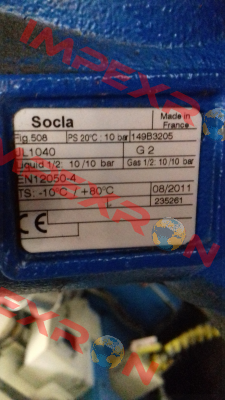 Socla
Made in France
Fig.508 PS 20°C : 10 bar 149B3205
JL1040 G 2
Liquid 1/2: 10/10 bar Gas 1/2: 10/10 bar
EN12050-4
TS: -10°C / +80°C 08/2011
235261
CE
IMPEXRON
IMPEXRON